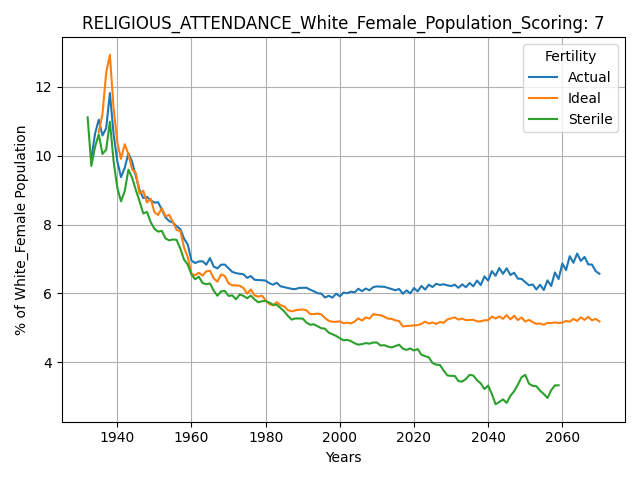 RELIGIOUS_ATTENDANCE_White_Female_Population_Scoring: 7
Fertility
Actual
Ideal
Sterile
% of White_Female Population
12
10
8
6
4
1940 1960 1980 2000 2020 2040 2060
Years